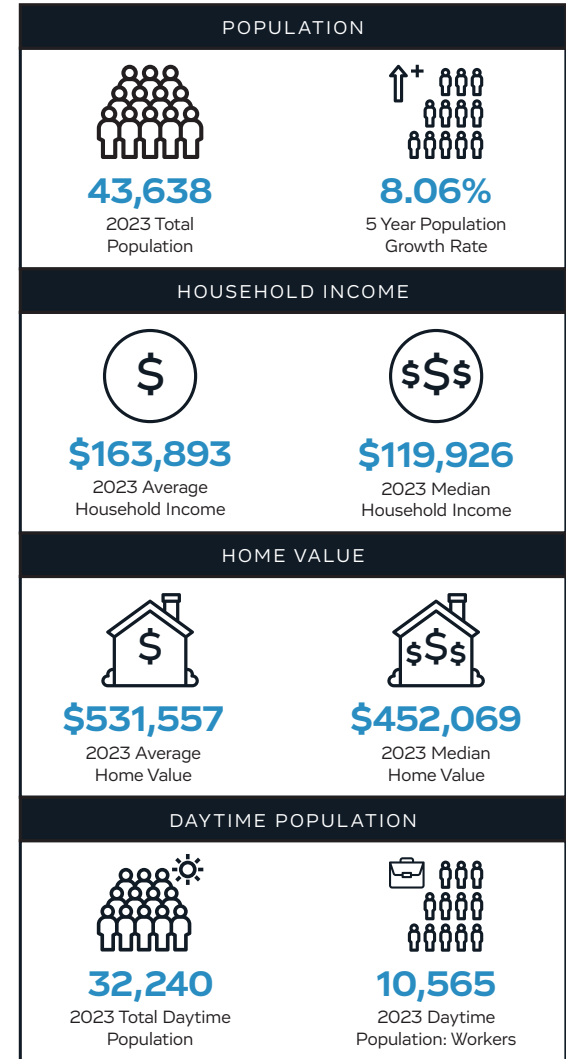 POPULATION
43,638
2023 Total
Population
8.06%
5 Year Population
Growth Rate
HOUSEHOLD INCOME
$
$163,893
2023 Average
Household Income
$$$
$119,926
2023 Median
Household Income
HOME VALUE
$
$531,557
2023 Average
Home Value
$$$
$452,069
2023 Median
Home Value
DAYTIME POPULATION
32,240
2023 Total Daytime
Population
10,565
2023 Daytime
Population: Workers